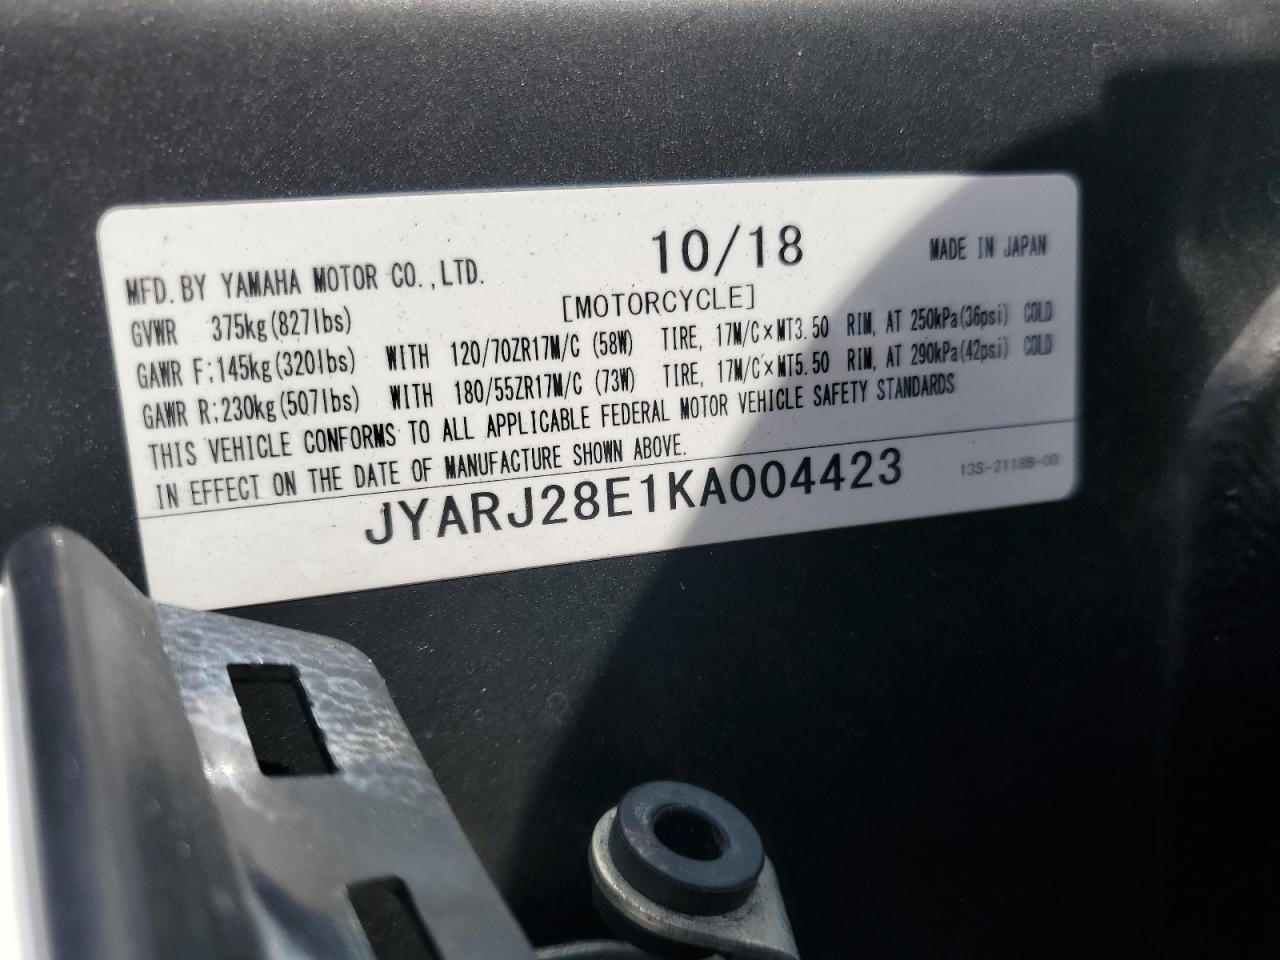 MFD. BY YAMAHA MOTOR CO., LTD. 10/18 MADE IN JAPAN
GVWR 375kg(827lbs) [MOTORCYCLE]
GAWR F:145kg(320lbs) WITH 120/70ZR17M/C (58W) TIRE, 17M/C×MT3.50 RIM, AT 250kPa(36psi) COLD
GAWR R:230kg(507lbs) WITH 180/55ZR17M/C (73W) TIRE, 17M/C×MT5.50 RIM, AT 290kPa(42psi) COLD
THIS VEHICLE CONFORMS TO ALL APPLICABLE FEDERAL MOTOR VEHICLE SAFETY STANDARDS
IN EFFECT ON THE DATE OF MANUFACTURE SHOWN ABOVE.
JYARJ28E1KA004423 13S-2118B-00